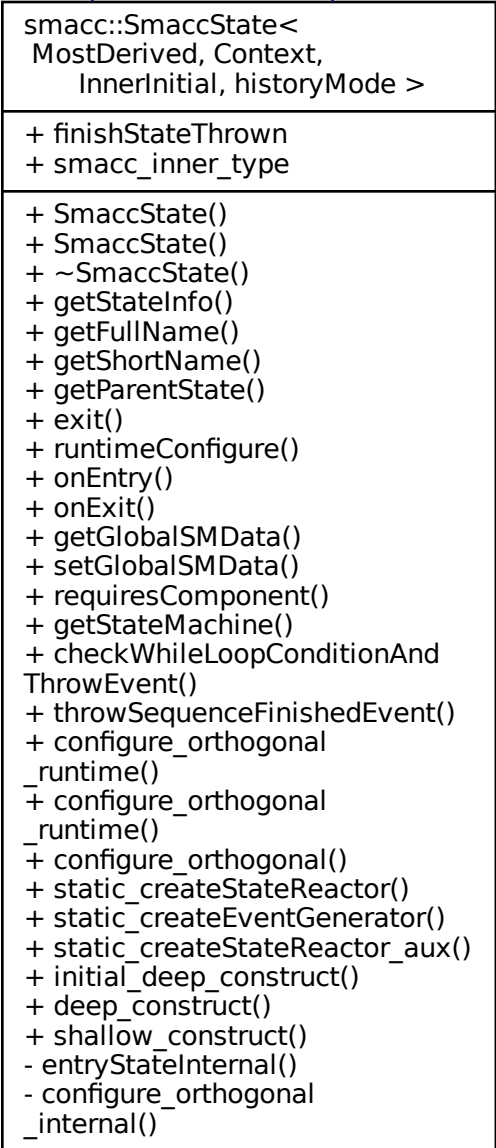 smacc::SmaccState<
MostDerived, Context,
InnerInitial, historyMode >
+ finishStateThrown
+ smacc_inner_type
+ SmaccState()
+ SmaccState()
+ ~SmaccState()
+ getStateInfo()
+ getFullName()
+ getShortName()
+ getParentState()
+ exit()
+ runtimeConfigure()
+ onEntry()
+ onExit()
+ getGlobalSMData()
+ setGlobalSMData()
+ requiresComponent()
+ getStateMachine()
+ checkWhileLoopConditionAnd
ThrowEvent()
+ throwSequenceFinishedEvent()
+ configure_orthogonal
_runtime()
+ configure_orthogonal
_runtime()
+ configure_orthogonal()
+ static_createStateReactor()
+ static_createEventGenerator()
+ static_createStateReactor_aux()
+ initial_deep_construct()
+ deep_construct()
+ shallow_construct()
- entryStateInternal()
- configure_orthogonal
_internal()